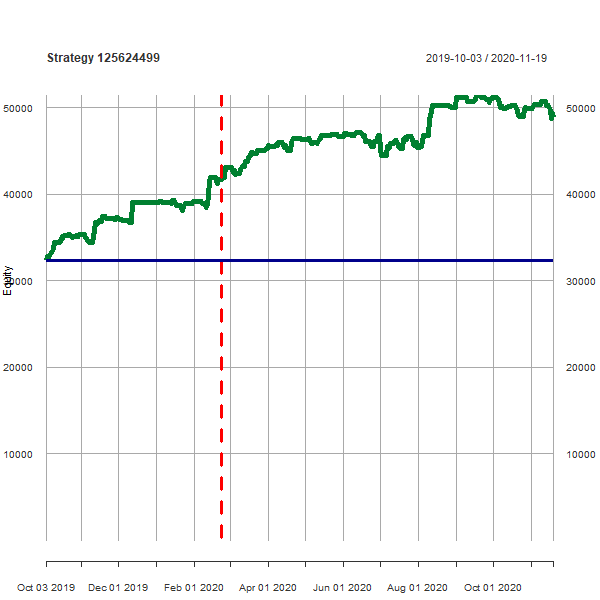 Strategy 125624499
2019-10-03 / 2020-11-19
50000
50000
40000
40000
30000
30000
20000
20000
10000
10000
Equity
Oct 03 2019
Dec 01 2019
Feb 01 2020
Apr 01 2020
Jun 01 2020
Aug 01 2020
Oct 01 2020